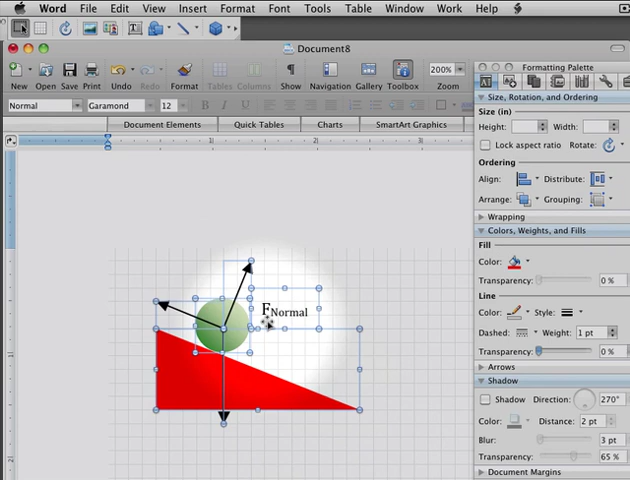 Word File Edit View Insert Format Font Tools Table Window Work Help
Document8
New Open Save Print Undo Redo Format Tables Columns Show Navigation Gallery Toolbox 200% Zoom
Normal Garamond 12 B I U
Document Elements Quick Tables Charts SmartArt Graphics
FNormal
Formatting Palette
Size, Rotation, and Ordering
Size (in)
Height: Width:
Lock aspect ratio Rotate:
Ordering
Align: Distribute:
Arrange: Grouping:
Wrapping
Colors, Weights, and Fills
Fill
Color:
Transparency: 0 %
Line
Color: Style:
Dashed: Weight: 1 pt
Transparency: 0 %
Arrows
Shadow
Shadow Direction: 270°
Color: Distance: 2 pt
Blur: 3 pt
Transparency: 65 %
Document Margins